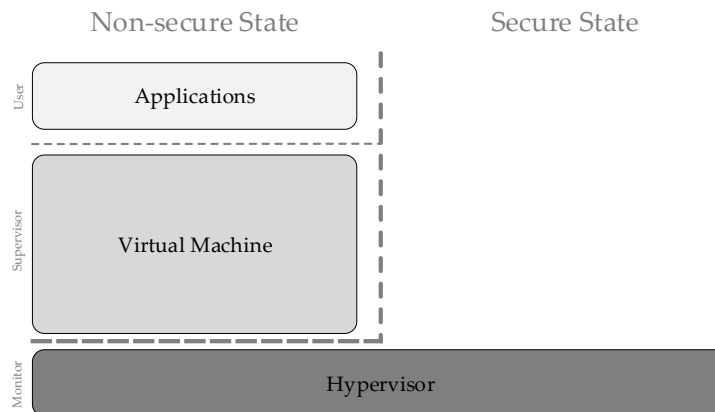 Non-secure State
Secure State
User
Applications
Supervisor
Virtual Machine
Monitor
Hypervisor